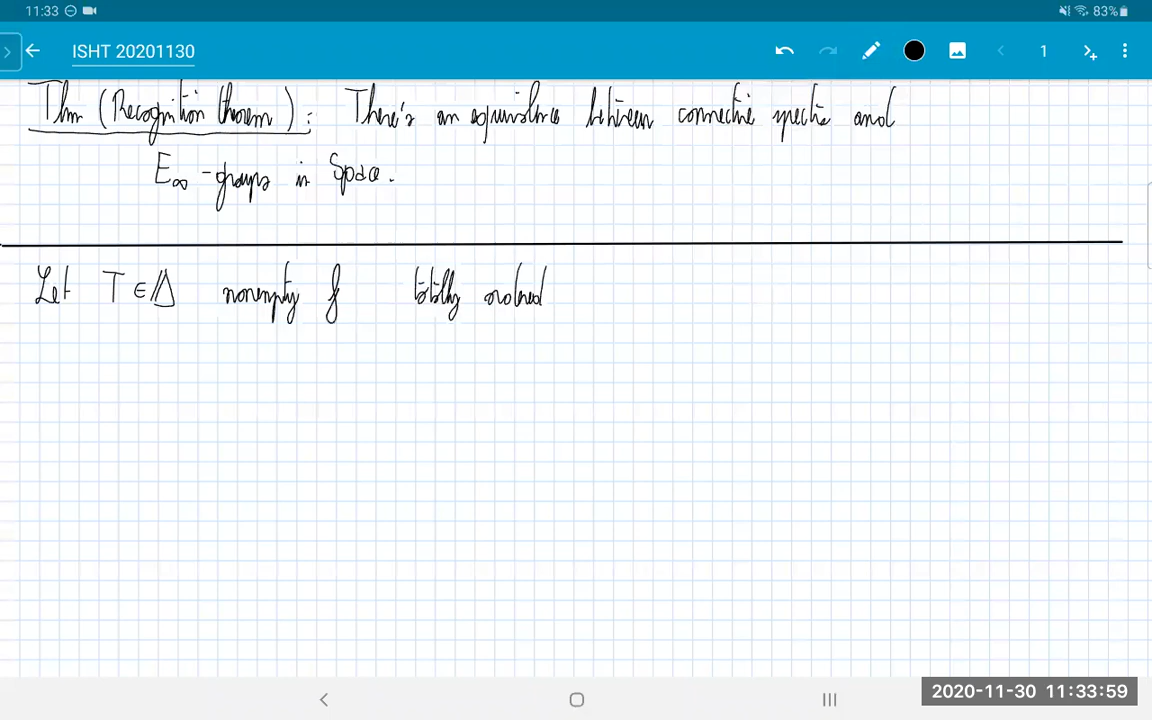 11:33
83%
ISHT 20201130
1
Thm (Recognition theorem): There's an equivalence between connective spectra and
E∞-groups in Space.
Let T ∈ Δ nonempty f totally ordered
2020-11-30 11:33:59